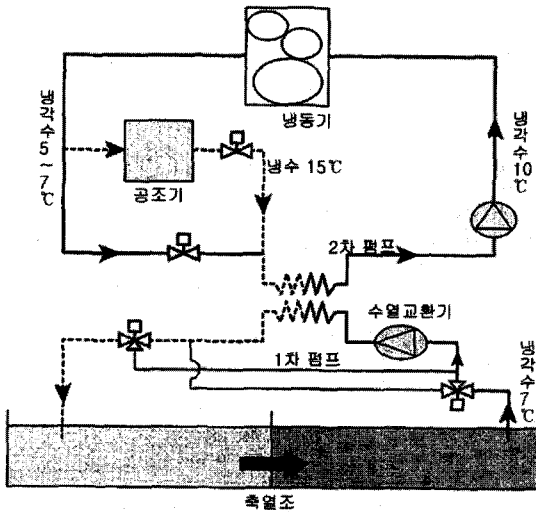 냉동기
냉각수 5~7℃
공조기
냉수 15℃
냉각수 10℃
2차 펌프
수열교환기
1차 펌프
냉각수 7℃
축열조